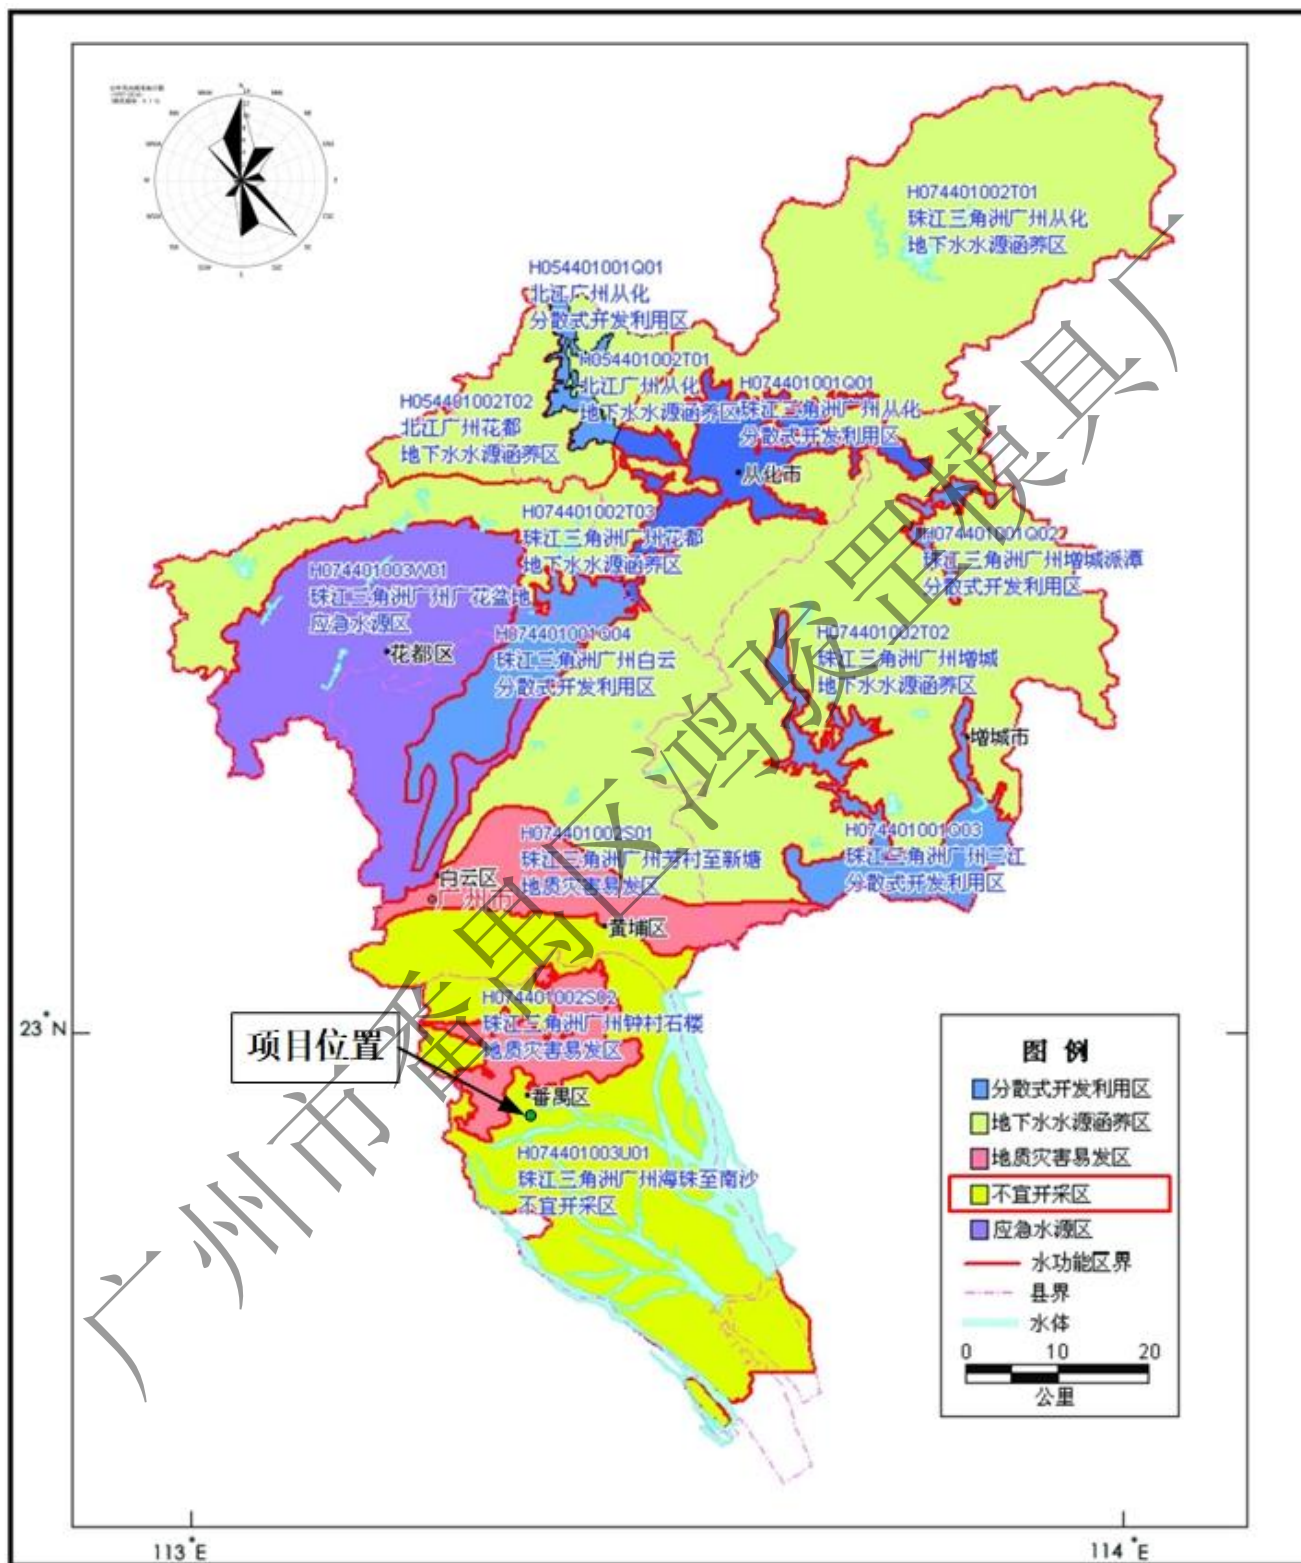 H074401002T01
珠江三角洲广州从化
地下水水源涵养区
H054401001Q01
北江广州从化
分散式开发利用区
H054401002T01
北江广州从化
地下水水源涵养区
H074401001Q01
珠江三角洲广州从化
分散式开发利用区
H054401002T02
北江广州花都
地下水水源涵养区
从化市
H074401002T03
珠江三角洲广州花都
地下水水源涵养区
H074401001Q02
珠江三角洲广州增城派潭
分散式开发利用区
H074401003W01
珠江三角洲广州广花盆地
应急水源区
花都区
H074401001Q04
珠江三角洲广州白云
分散式开发利用区
H074401002T02
珠江三角洲广州增城
地下水水源涵养区
增城市
H074401002S01
珠江三角洲广州芳村至新塘
地质灾害易发区
H074401001Q03
珠江三角洲广州三江
分散式开发利用区
白云区
广州市
黄埔区
H074401002S02
珠江三角洲广州钟村石楼
地质灾害易发区
23°N
项目位置
番禺区
H074401003U01
珠江三角洲广州海珠至南沙
不宜开采区
图 例
分散式开发利用区
地下水水源涵养区
地质灾害易发区
不宜开采区
应急水源区
水功能区界
县界
水体
0 10 20
公里
113°E
114°E
广州市番禺区鸿骏罡模具厂